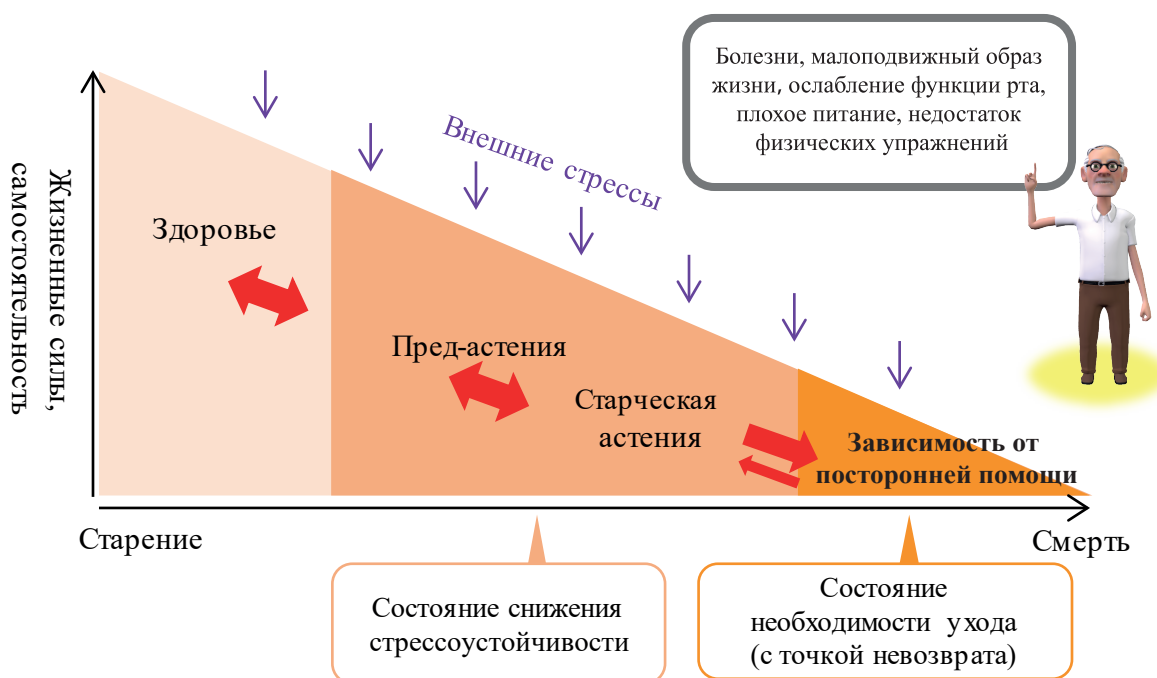 Болезни, малоподвижный образ
жизни, ослабление функции рта,
плохое питание, недостаток
физических упражнений
Внешние стрессы
Жизненные силы,
самостоятельность
Здоровье
Пред-астения
Старческая
астения
Зависимость от
посторонней помощи
Старение
Смерть
Состояние снижения
стрессоустойчивости
Состояние
необходимости ухода
(с точкой невозврата)